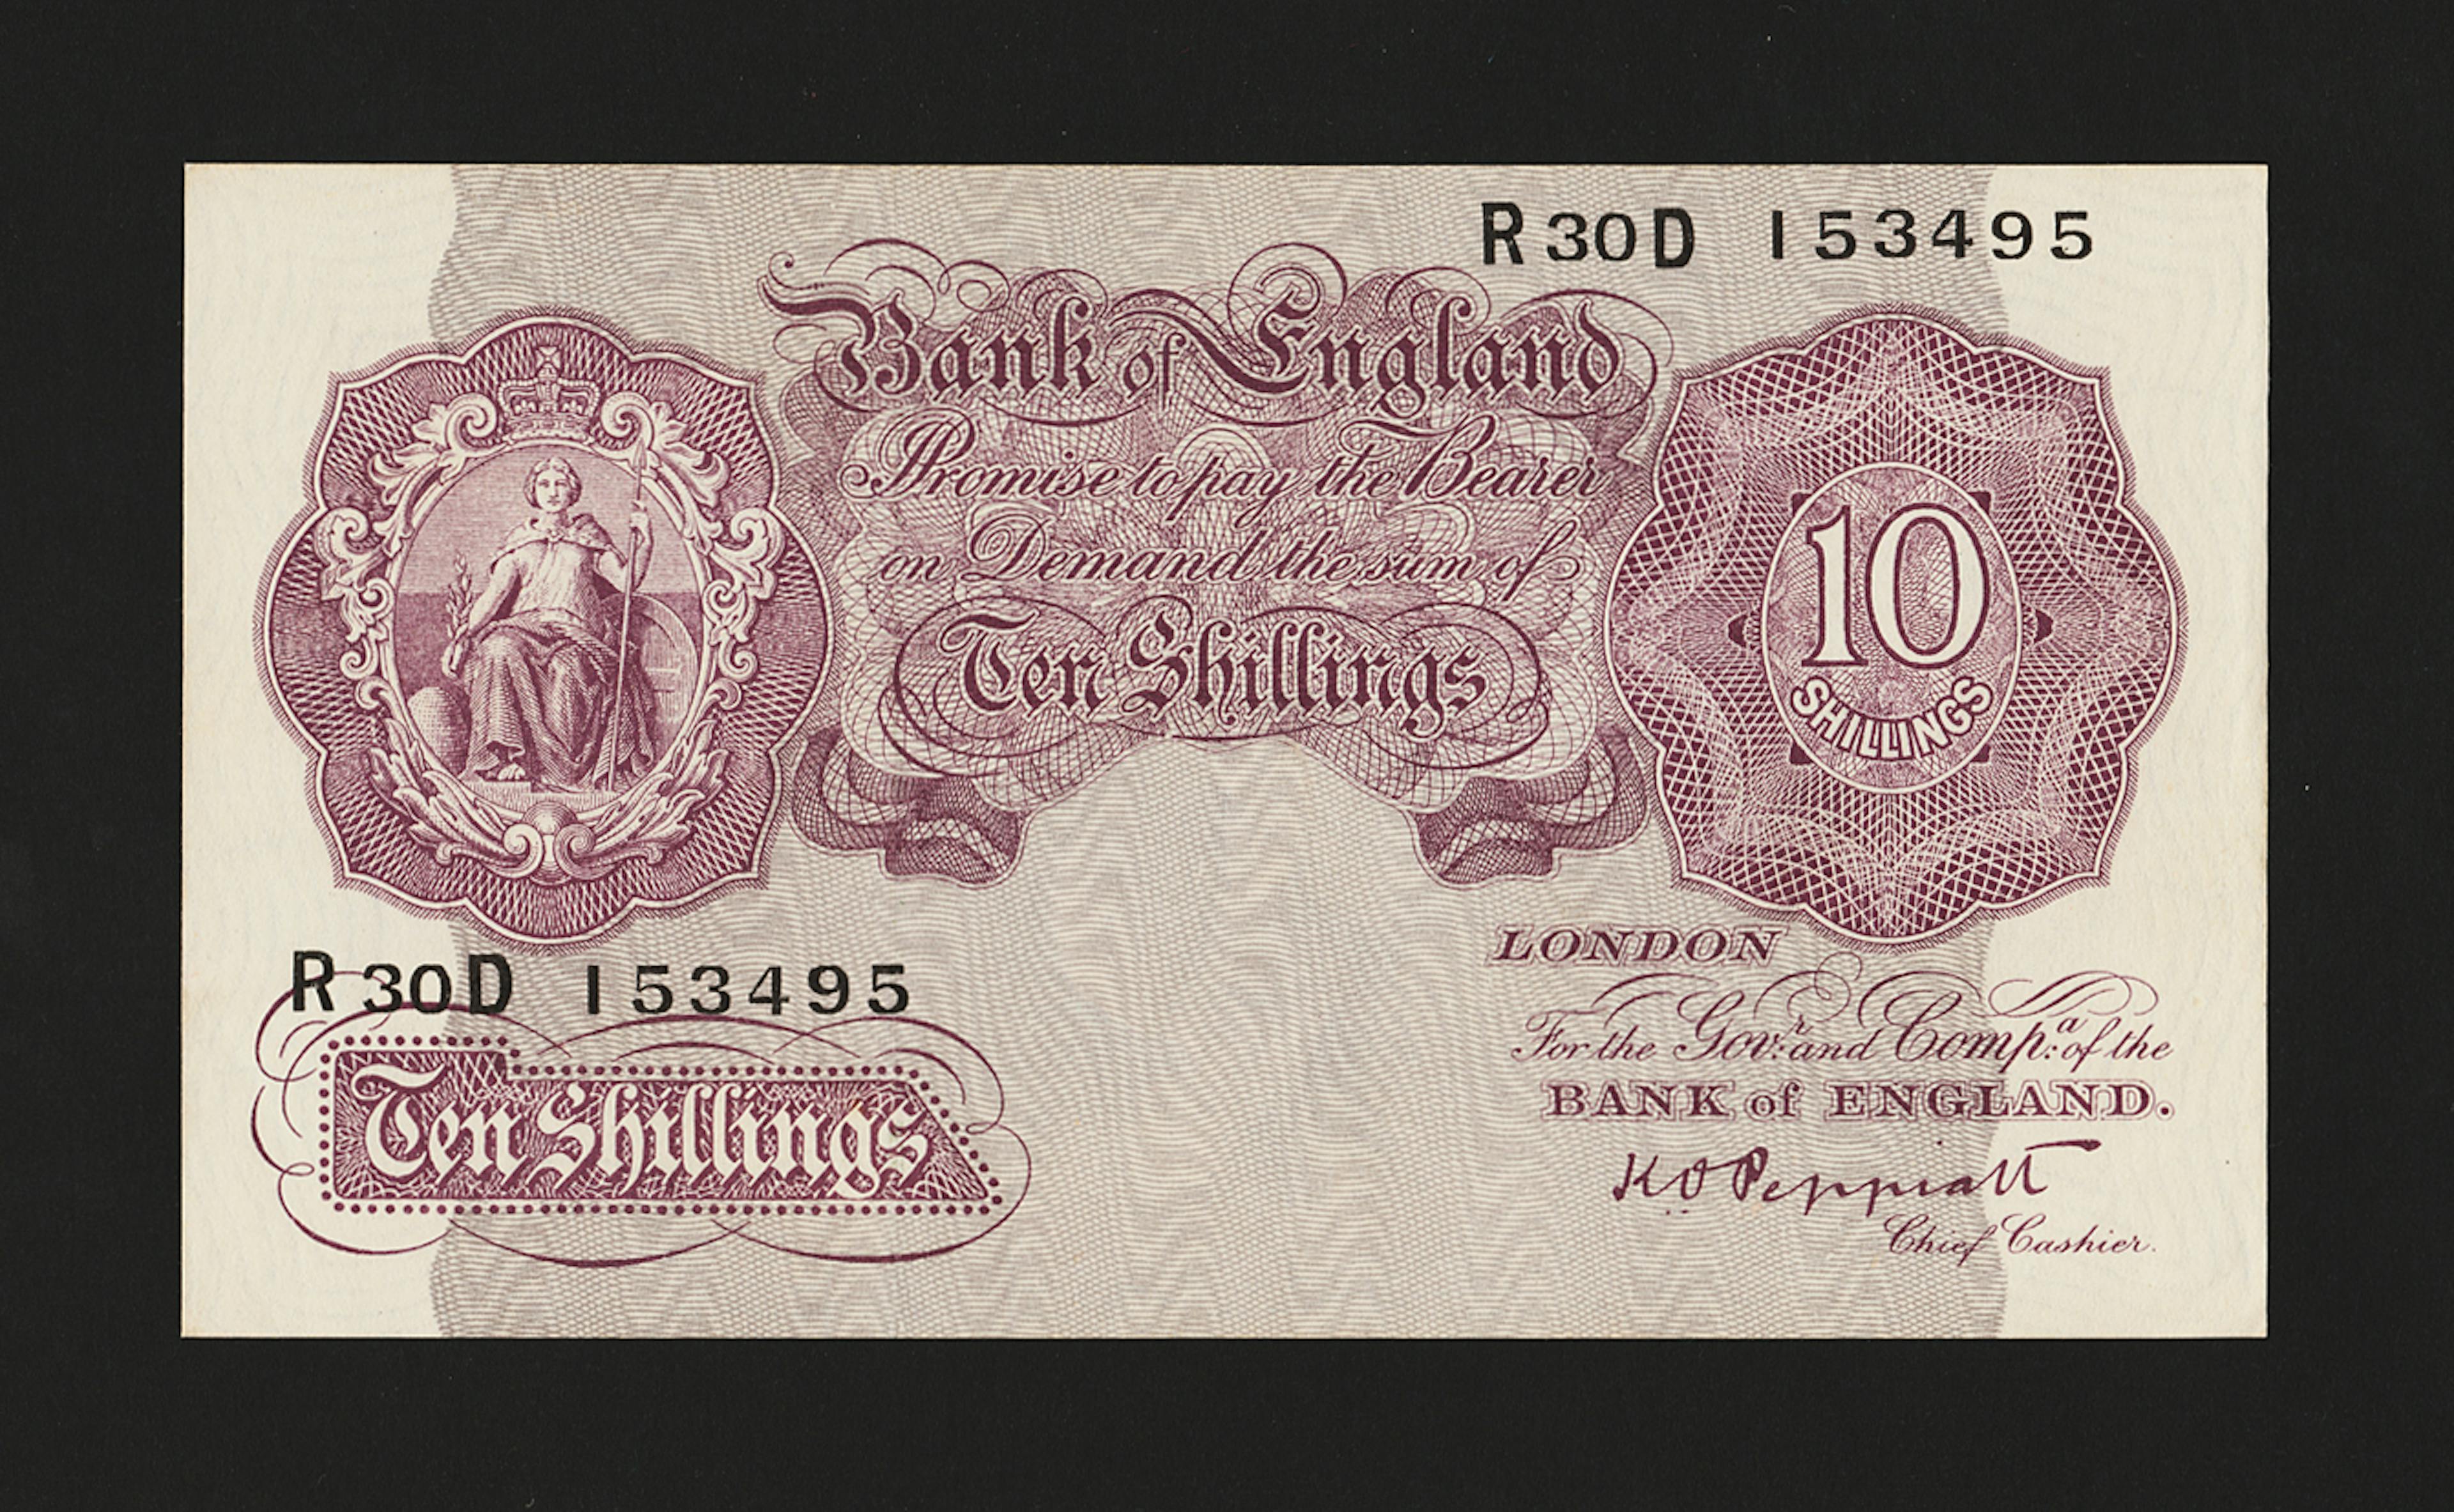 R30D 153495
Bank of England
Promise to pay the Bearer
on Demand the sum of
Ten Shillings
10
SHILLINGS
R30D 153495
Ten Shillings
LONDON
For the Govr: and Compa: of the
BANK of ENGLAND.
K O Peppiatt
Chief Cashier.